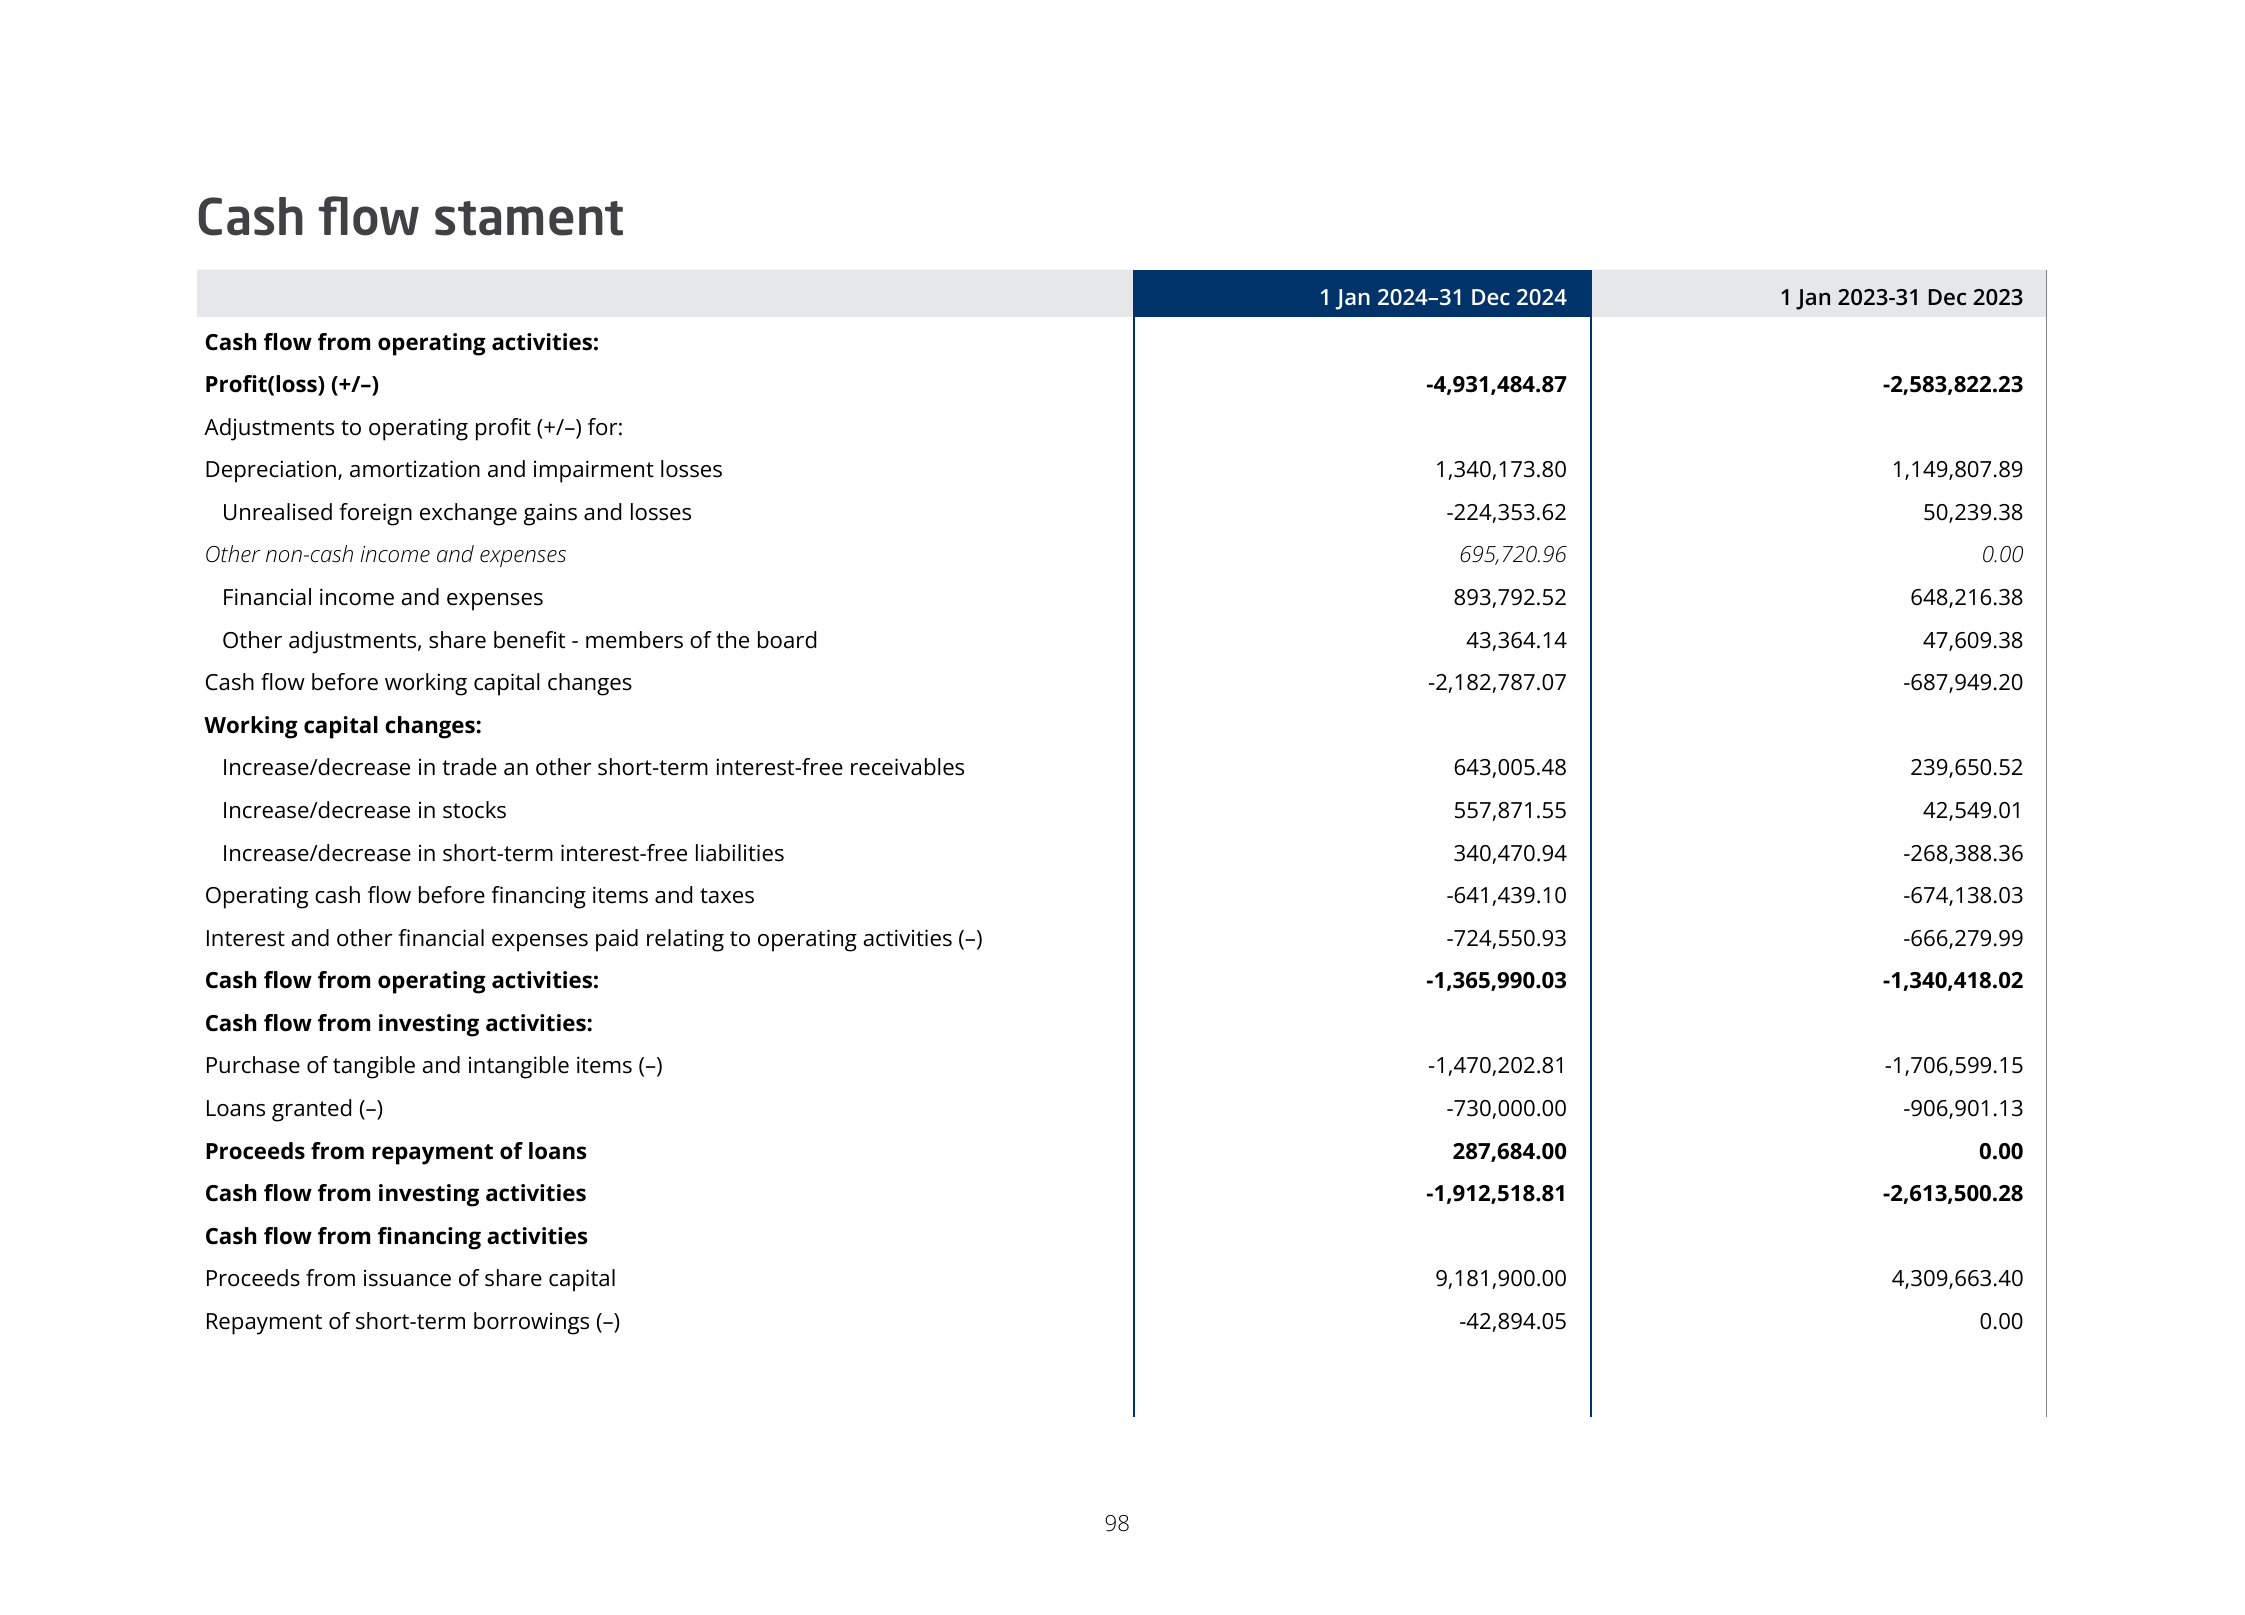 Cash flow stament
1 Jan 2024–31 Dec 2024 1 Jan 2023-31 Dec 2023
Cash flow from operating activities:
Profit(loss) (+/–) -4,931,484.87 -2,583,822.23
Adjustments to operating profit (+/–) for:
Depreciation, amortization and impairment losses 1,340,173.80 1,149,807.89
Unrealised foreign exchange gains and losses -224,353.62 50,239.38
Other non-cash income and expenses 695,720.96 0.00
Financial income and expenses 893,792.52 648,216.38
Other adjustments, share benefit - members of the board 43,364.14 47,609.38
Cash flow before working capital changes -2,182,787.07 -687,949.20
Working capital changes:
Increase/decrease in trade an other short-term interest-free receivables 643,005.48 239,650.52
Increase/decrease in stocks 557,871.55 42,549.01
Increase/decrease in short-term interest-free liabilities 340,470.94 -268,388.36
Operating cash flow before financing items and taxes -641,439.10 -674,138.03
Interest and other financial expenses paid relating to operating activities (–) -724,550.93 -666,279.99
Cash flow from operating activities: -1,365,990.03 -1,340,418.02
Cash flow from investing activities:
Purchase of tangible and intangible items (–) -1,470,202.81 -1,706,599.15
Loans granted (–) -730,000.00 -906,901.13
Proceeds from repayment of loans 287,684.00 0.00
Cash flow from investing activities -1,912,518.81 -2,613,500.28
Cash flow from financing activities
Proceeds from issuance of share capital 9,181,900.00 4,309,663.40
Repayment of short-term borrowings (–) -42,894.05 0.00
98